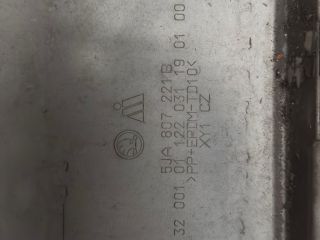 5JA 807 221 B
>PP+EPDM-TD10<
XY1 CZ
32 001 01 122 031 19 01 00